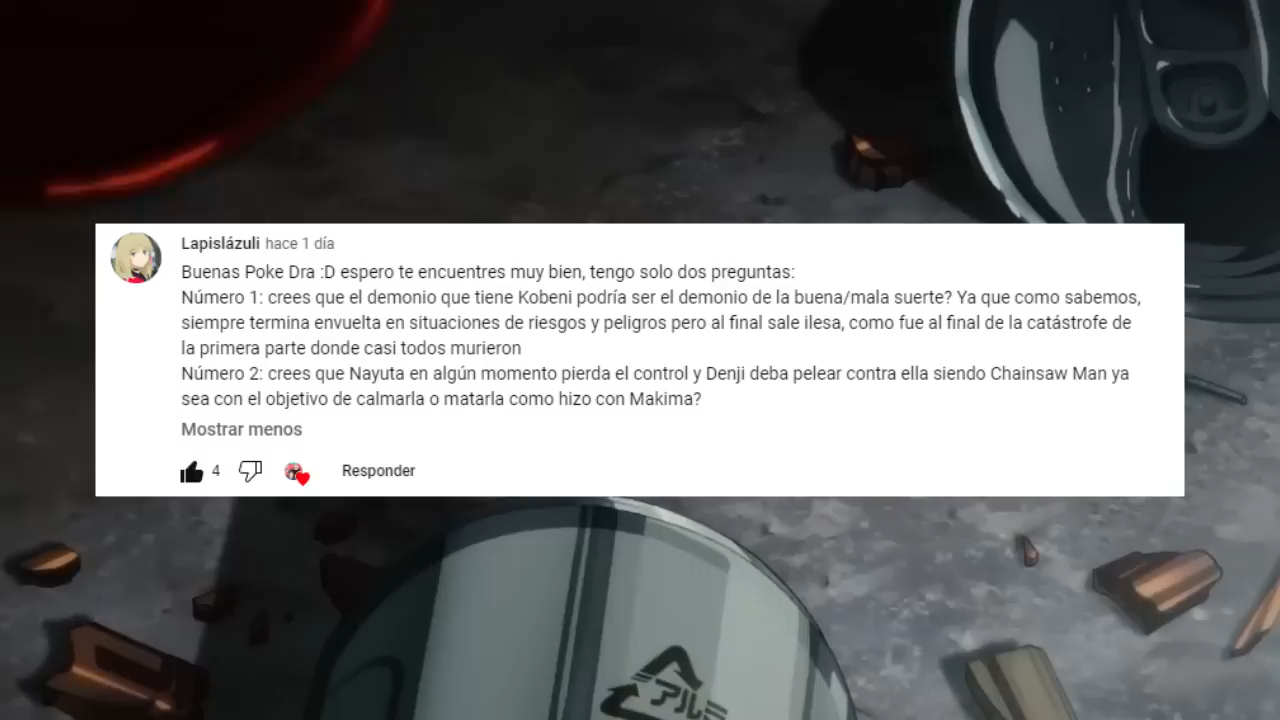 Lapislázuli hace 1 día
Buenas Poke Dra :D espero te encuentres muy bien, tengo solo dos preguntas:
Número 1: crees que el demonio que tiene Kobeni podría ser el demonio de la buena/mala suerte? Ya que como sabemos,
siempre termina envuelta en situaciones de riesgos y peligros pero al final sale ilesa, como fue al final de la catástrofe de
la primera parte donde casi todos murieron
Número 2: crees que Nayuta en algún momento pierda el control y Denji deba pelear contra ella siendo Chainsaw Man ya
sea con el objetivo de calmarla o matarla como hizo con Makima?
Mostrar menos
4 Responder
アルミ